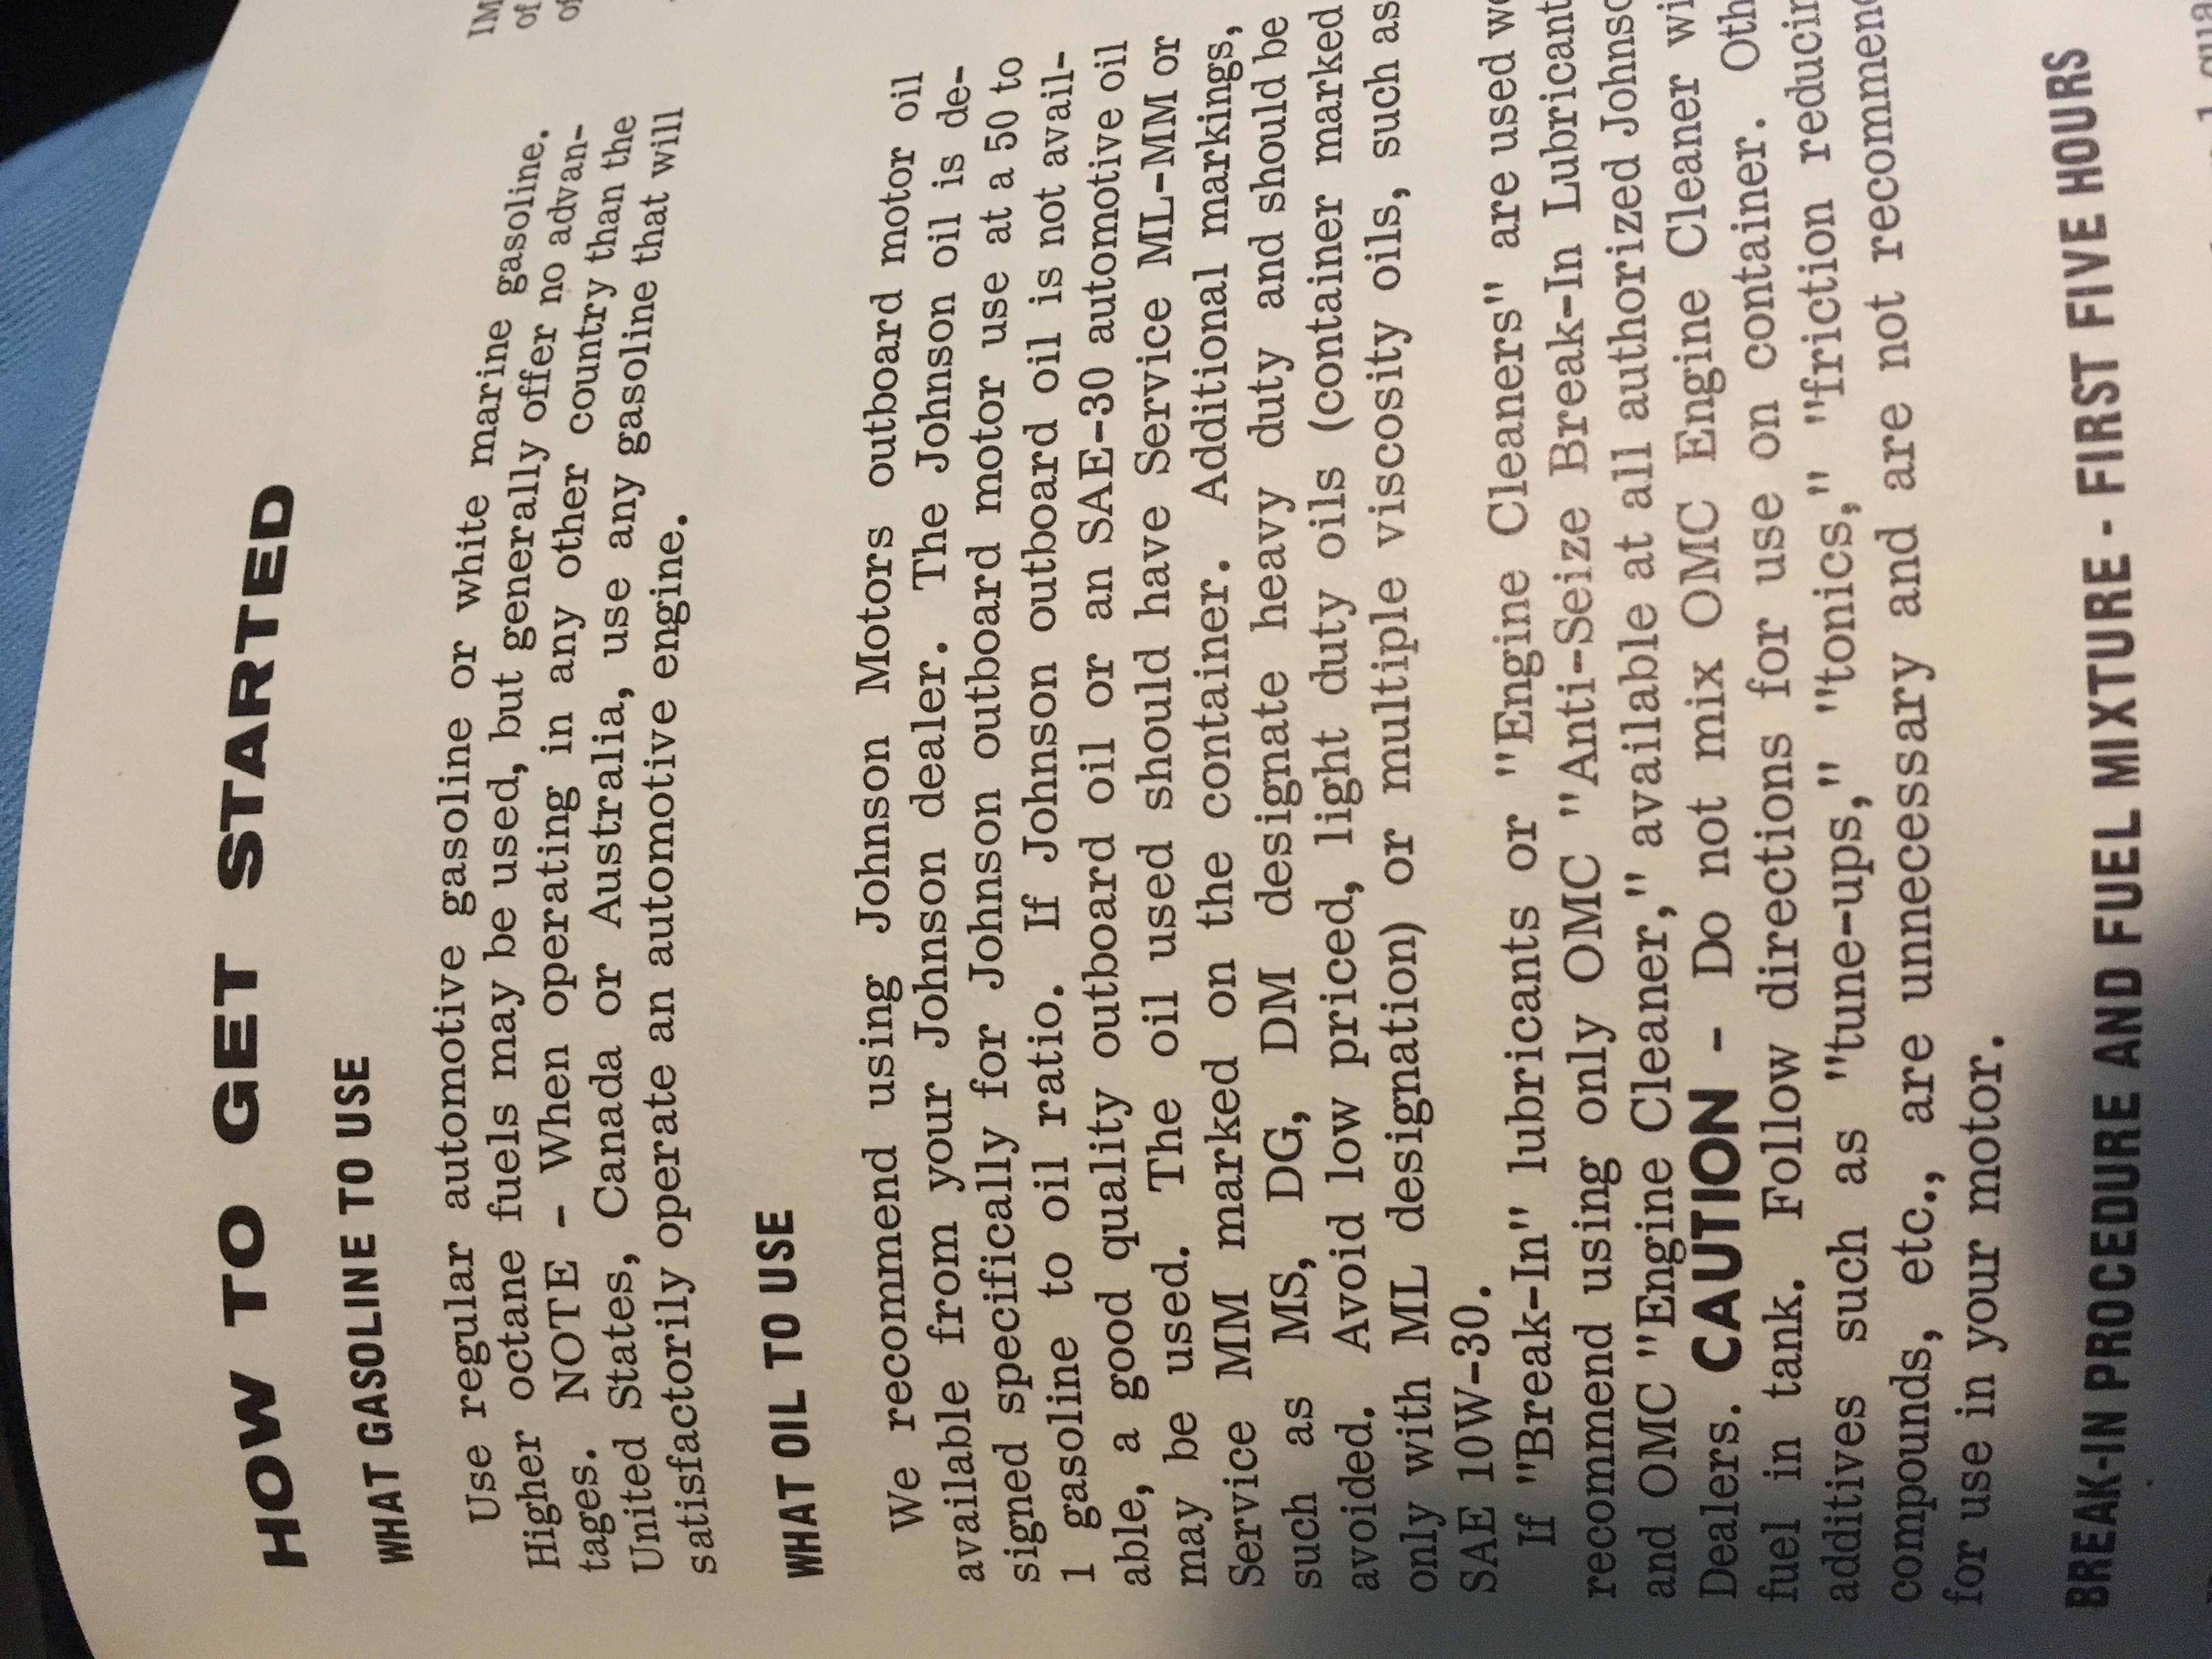 HOW TO GET STARTED
WHAT GASOLINE TO USE
Use regular automotive gasoline or white marine gasoline.
Higher octane fuels may be used, but generally offer no advan-
tages. NOTE - When operating in any other country than the
United States, Canada or Australia, use any gasoline that will
satisfactorily operate an automotive engine.
WHAT OIL TO USE
We recommend using Johnson Motors outboard motor oil
available from your Johnson dealer. The Johnson oil is de-
signed specifically for Johnson outboard motor use at a 50 to
1 gasoline to oil ratio. If Johnson outboard oil is not avail-
able, a good quality outboard oil or an SAE-30 automotive oil
may be used. The oil used should have Service ML-MM or
Service MM marked on the container. Additional markings,
such as MS, DG, DM designate heavy duty and should be
avoided. Avoid low priced, light duty oils (container marked
only with ML designation) or multiple viscosity oils, such as
SAE 10W-30.
If "Break-In" lubricants or "Engine Cleaners" are used
recommend using only OMC "Anti-Seize Break-In Lubricant
and OMC "Engine Cleaner," available at all authorized
Dealers. CAUTION - Do not mix OMC Engine Cleaner
fuel in tank. Follow directions for use on container.
additives such as "tune-ups," "tonics," "friction
compounds, etc., are unnecessary and are not
for use in your motor.
BREAK-IN PROCEDURE AND FUEL MIXTURE - FIRST FIVE HOURS